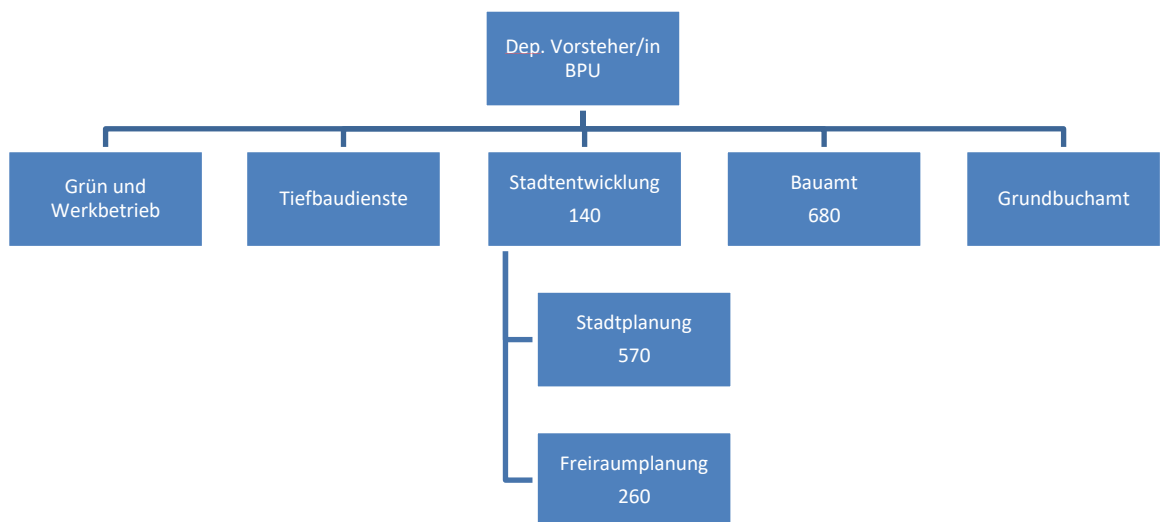 Dep. Vorsteher/in
BPU
Grün und
Werkbetrieb
Tiefbaudienste
Stadtentwicklung
140
Bauamt
680
Grundbuchamt
Stadtplanung
570
Freiraumplanung
260